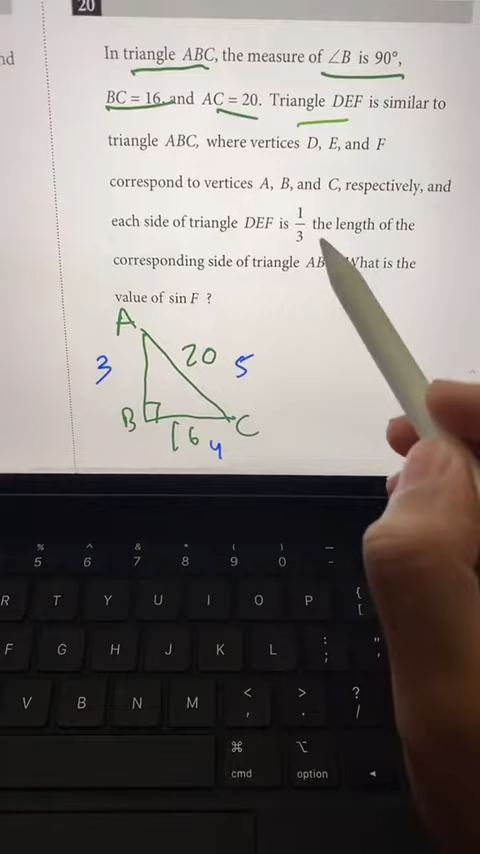 20
nd
In triangle ABC, the measure of ∠B is 90°,
BC = 16, and AC = 20. Triangle DEF is similar to
triangle ABC, where vertices D, E, and F
correspond to vertices A, B, and C, respectively, and
each side of triangle DEF is 1/3 the length of the
corresponding side of triangle AB What is the
value of sin F ?
A
3 20 5
B 16 4 C
% ^ & * ( ) —
5 6 7 8 9 0 -
R T Y U I O P { [
F G H J K L : ; " '
V B N M < , > . ? /
⌘ ⌥
cmd option ◂